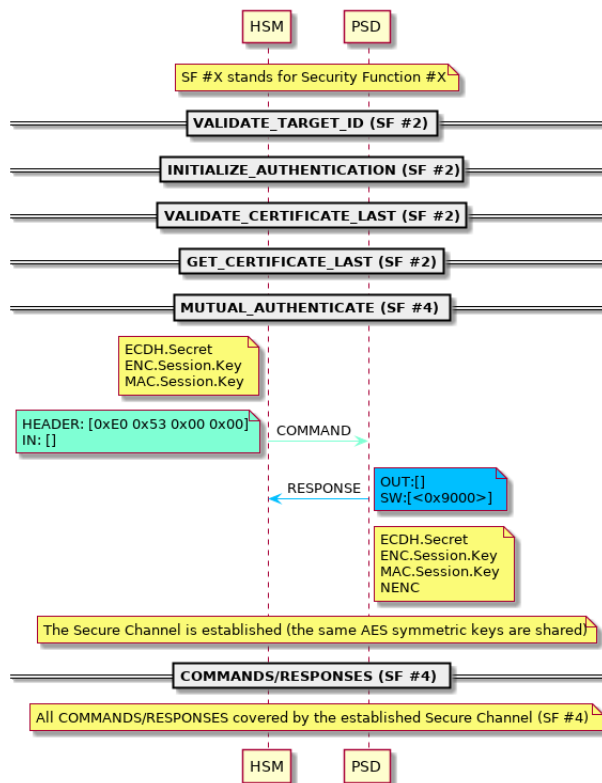 HSM PSD
SF #X stands for Security Function #X
VALIDATE_TARGET_ID (SF #2)
INITIALIZE_AUTHENTICATION (SF #2)
VALIDATE_CERTIFICATE_LAST (SF #2)
GET_CERTIFICATE_LAST (SF #2)
MUTUAL_AUTHENTICATE (SF #4)
ECDH.Secret
ENC.Session.Key
MAC.Session.Key
HEADER: [0xE0 0x53 0x00 0x00]
IN: []
COMMAND
RESPONSE
OUT:[]
SW:[<0x9000>]
ECDH.Secret
ENC.Session.Key
MAC.Session.Key
NENC
The Secure Channel is established (the same AES symmetric keys are shared)
COMMANDS/RESPONSES (SF #4)
All COMMANDS/RESPONSES covered by the established Secure Channel (SF #4)
HSM PSD